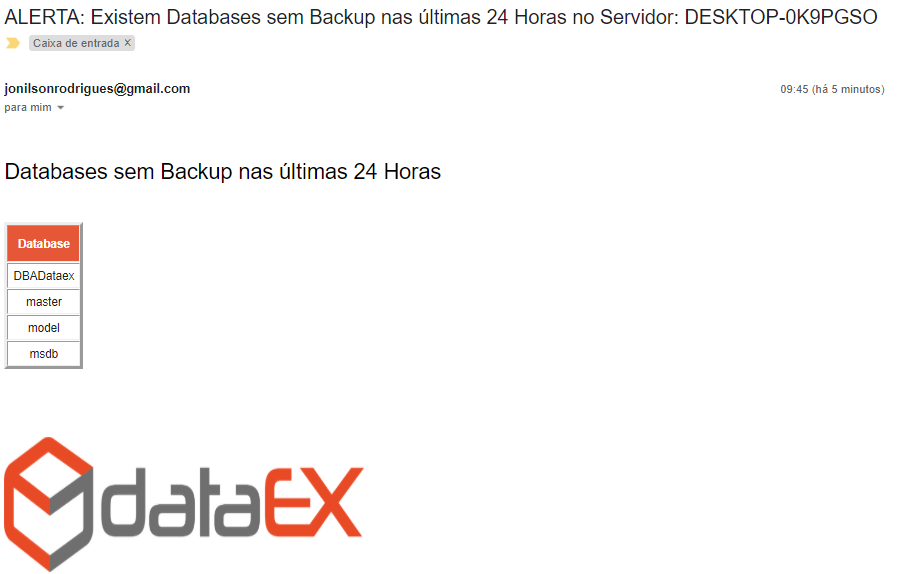 ALERTA: Existem Databases sem Backup nas últimas 24 Horas no Servidor: DESKTOP-0K9PGSO
Caixa de entrada X
jonilsonrodrigues@gmail.com 09:45 (há 5 minutos)
para mim
Databases sem Backup nas últimas 24 Horas
Database
DBADataex
master
model
msdb
dataEX